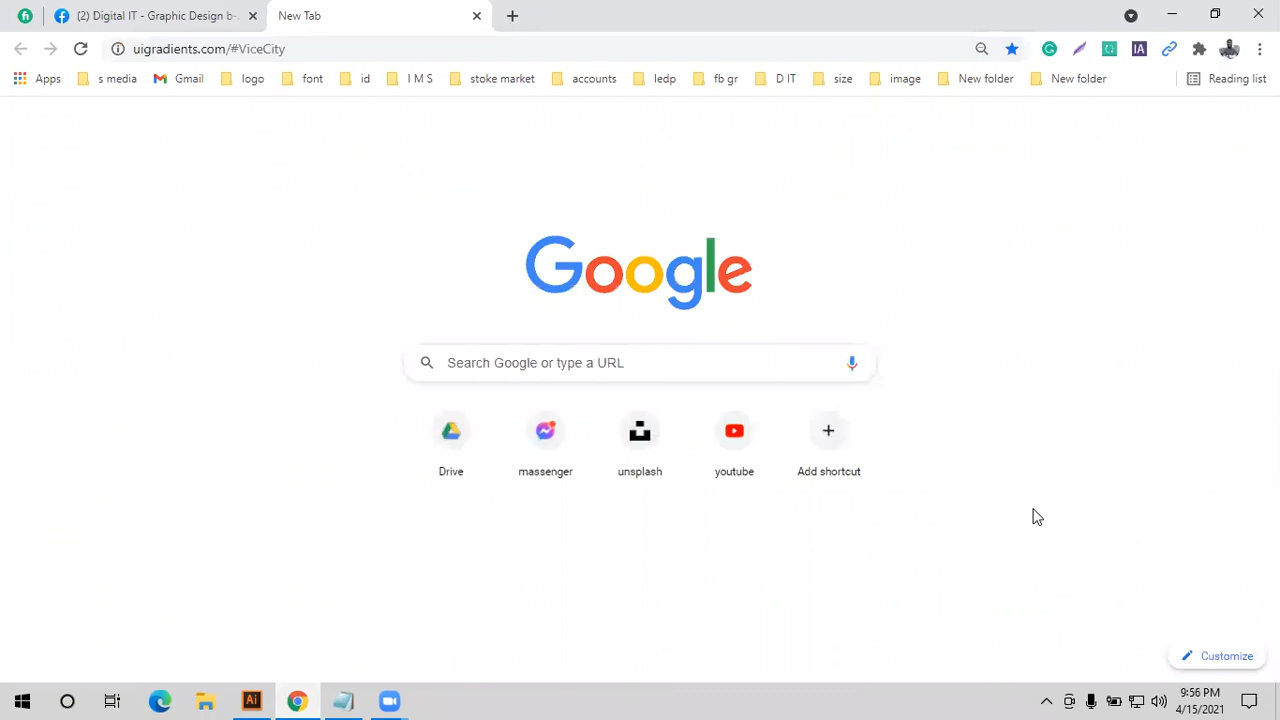 (2) Digital IT - Graphic Design b-
New Tab
uigradients.com/#ViceCity
IA
Apps s media Gmail logo font id I M S stoke market accounts ledp fb gr D IT size image New folder New folder Reading list
Google
Search Google or type a URL
Drive massenger unsplash youtube Add shortcut
Customize
Ai
9:56 PM
4/15/2021